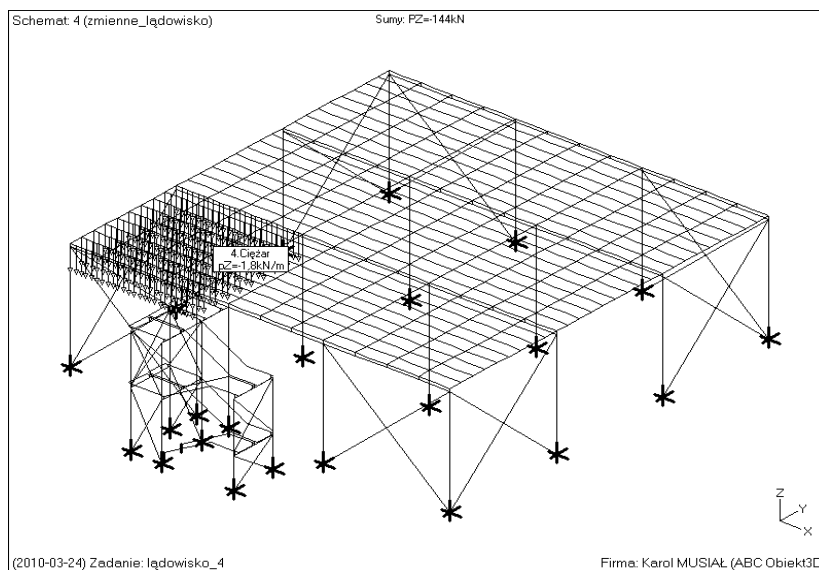 Schemat: 4 (zmienne_lądowisko)
Sumy: PZ=-144kN
4.Ciężar
pZ=-1,8kN/m
Z
Y
X
(2010-03-24) Zadanie: lądowisko_4
Firma: Karol MUSIAŁ (ABC Obiekt3D